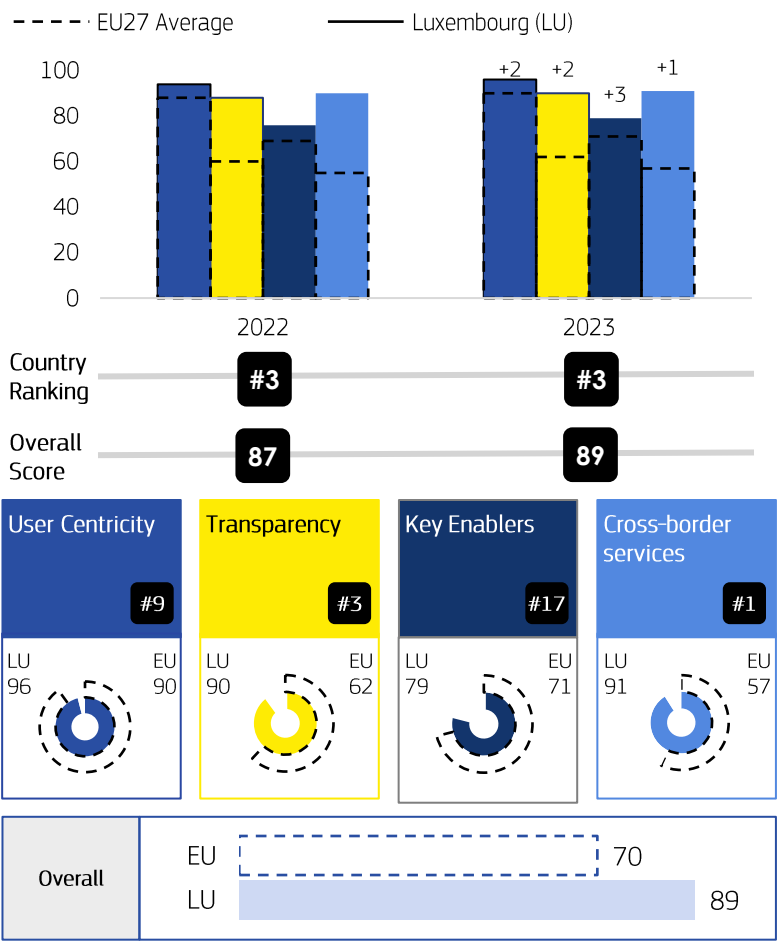 EU27 Average
Luxembourg (LU)
100
80
60
40
20
0
+2
+2
+3
+1
2022
2023
Country
Ranking
#3
#3
Overall
Score
87
89
User Centricity
#9
Transparency
#3
Key Enablers
#17
Cross-border
services
#1
LU
96
EU
90
LU
90
EU
62
LU
79
EU
71
LU
91
EU
57
Overall
EU
70
LU
89